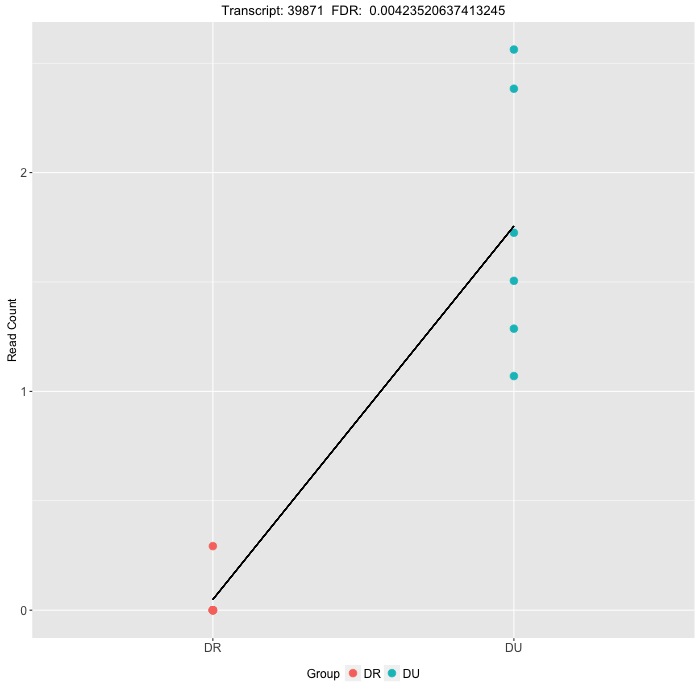 Transcript: 39871  FDR:  0.00423520637413245
Read Count
2
1
0
DR DU
Group DR DU